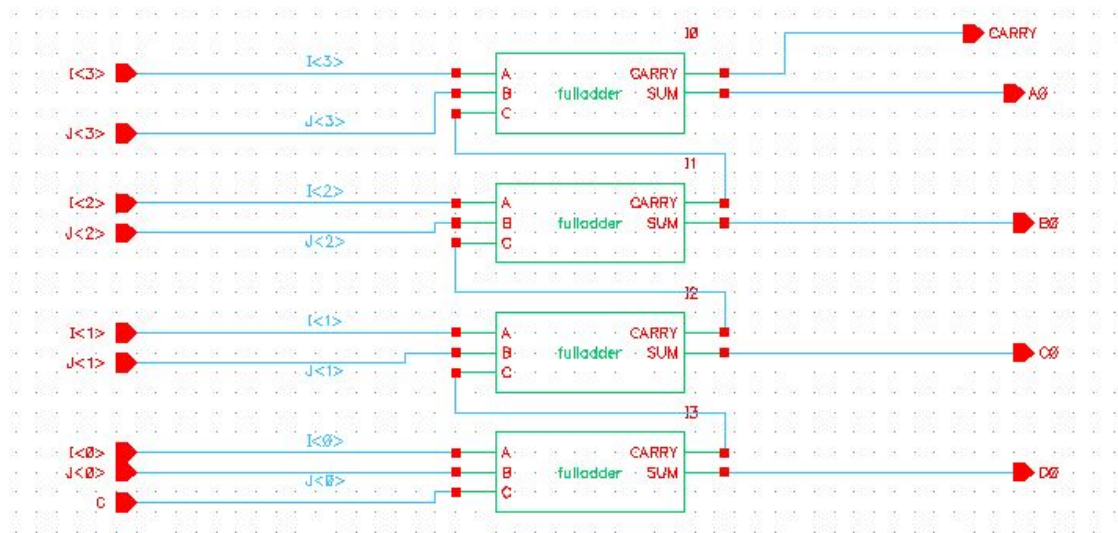 I0
CARRY
I<3>
I<3>
A
CARRY
B
fulladder
SUM
A0
C
J<3>
J<3>
I1
I<2>
I<2>
A
CARRY
B
fulladder
SUM
B0
J<2>
J<2>
C
I2
I<1>
I<1>
A
CARRY
B
fulladder
SUM
C0
J<1>
J<1>
C
I3
I<0>
I<0>
A
CARRY
J<0>
J<0>
B
fulladder
SUM
D0
C
C